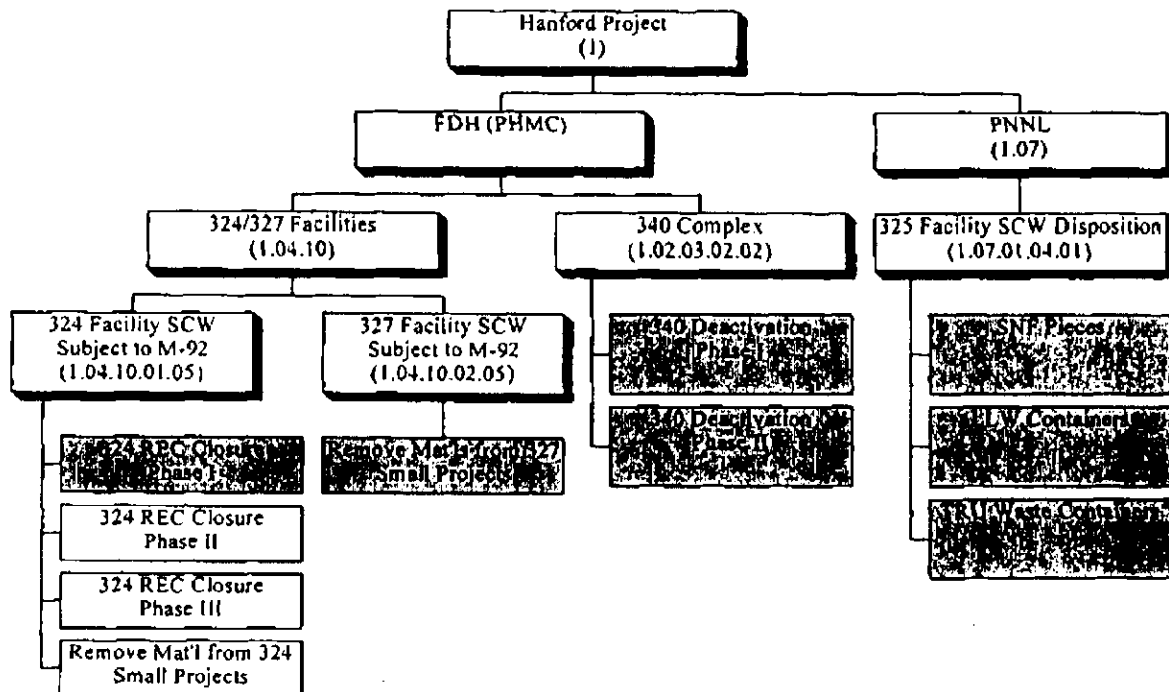 Hanford Project
(1)
FDH (PHMC)
PNNL
(1.07)
324/327 Facilities
(1.04.10)
340 Complex
(1.02.03.02.02)
325 Facility SCW Disposition
(1.07.01.04.01)
324 Facility SCW
Subject to M-92
(1.04.10.01.05)
327 Facility SCW
Subject to M-92
(1.04.10.02.05)
340 Deactivation
Phase I
SNF Pieces
324 REC Closure
Phase I
Remove Mat'ls from 327
Small Projects
340 Deactivation
Phase II
LLW Containers
324 REC Closure
Phase II
TRU Waste Containers
324 REC Closure
Phase III
Remove Mat'l from 324
Small Projects